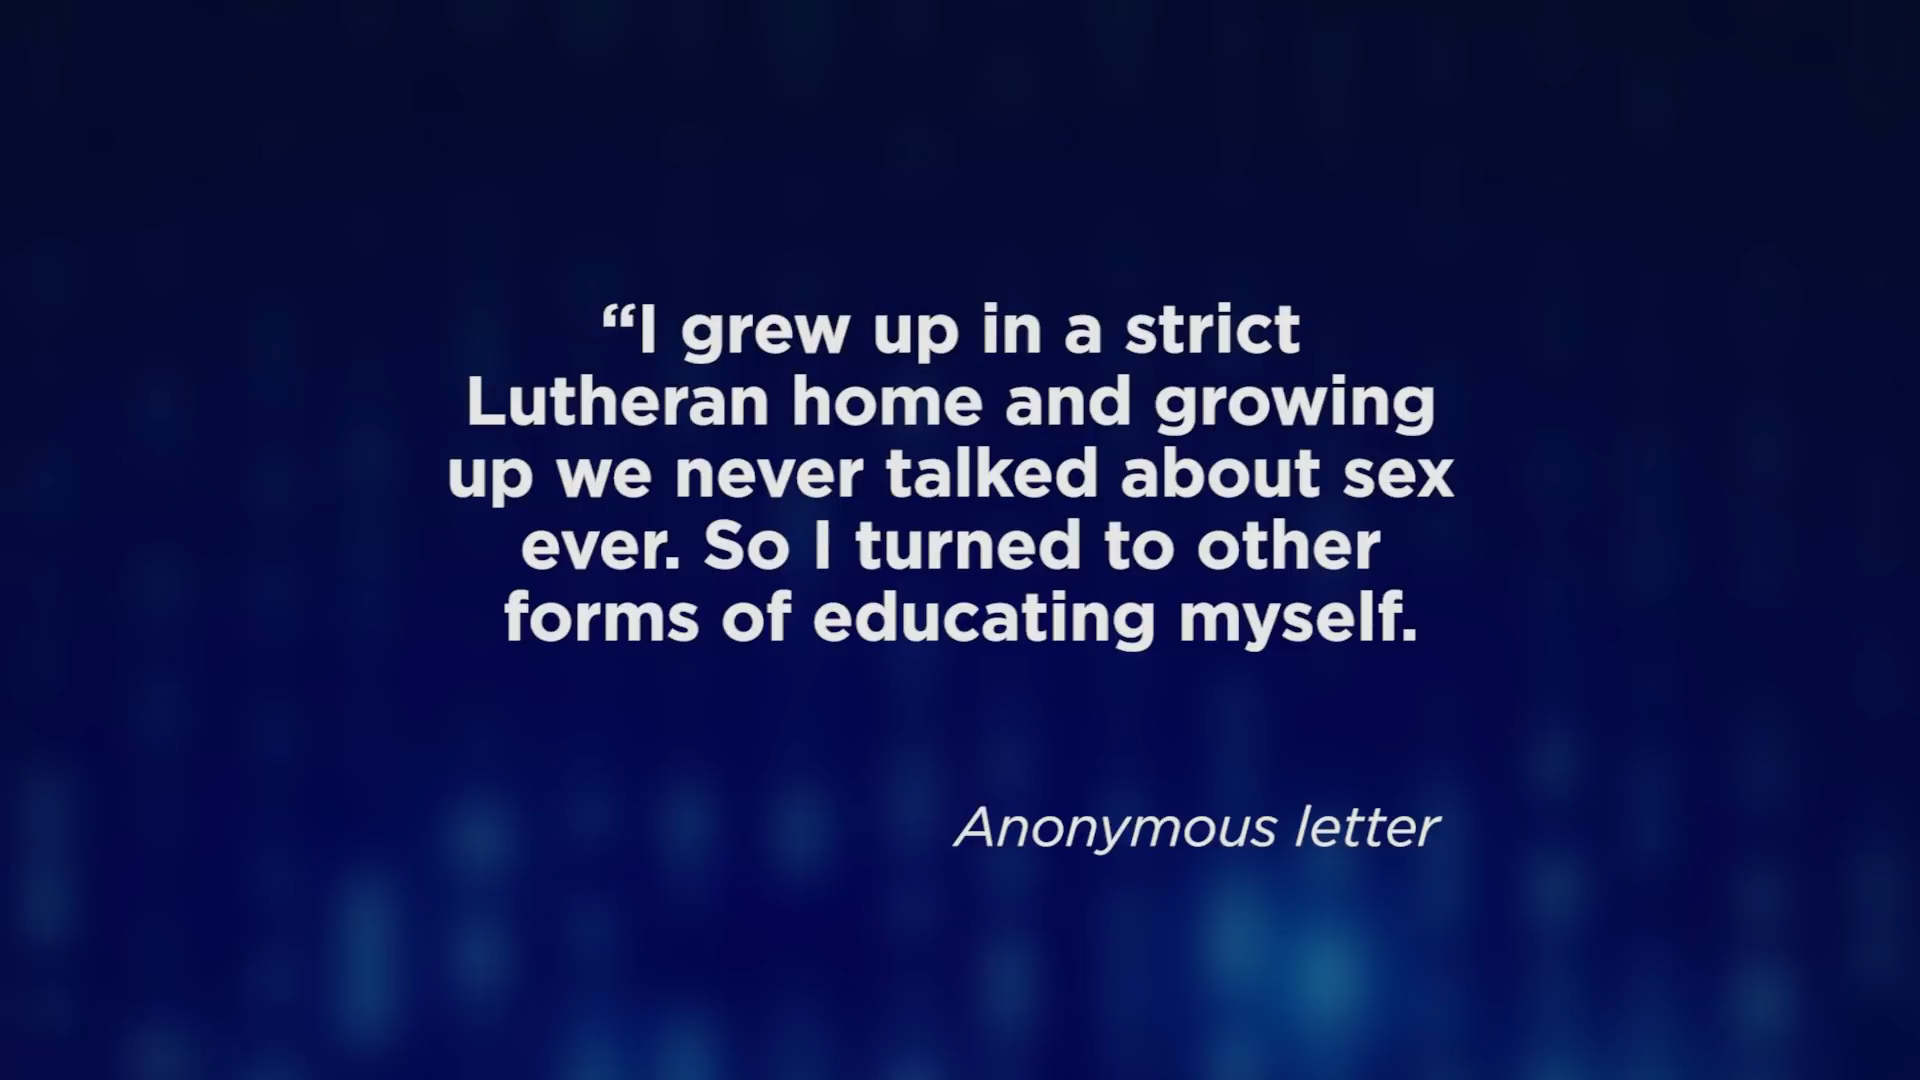 “I grew up in a strict
Lutheran home and growing
up we never talked about sex
ever. So I turned to other
forms of educating myself.
Anonymous letter